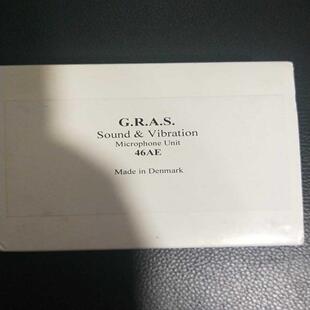 G.R.A.S.
Sound & Vibration
Microphone Unit
46AE
Made in Denmark